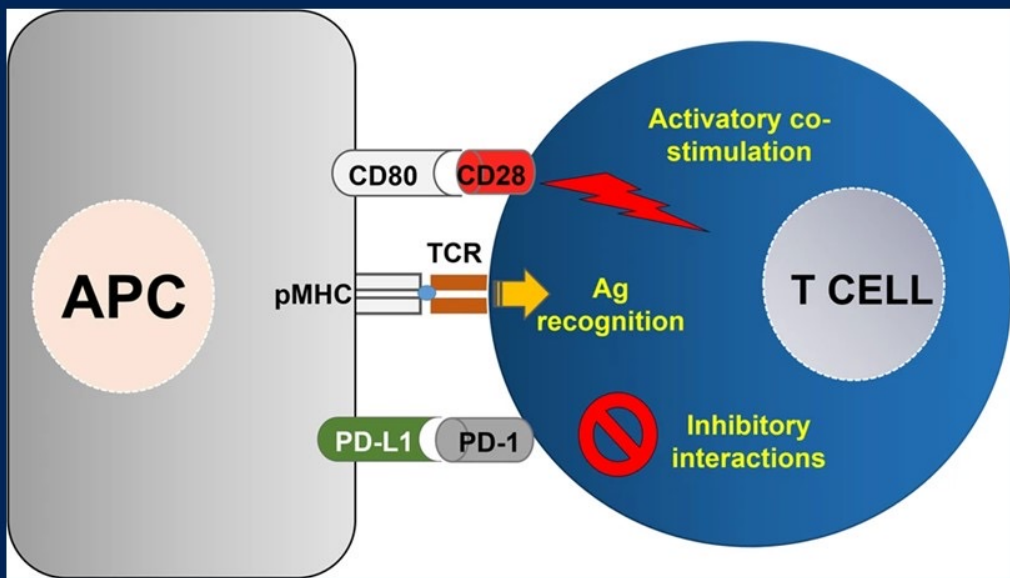 Activatory co-
stimulation
CD80
CD28
TCR
APC
pMHC
Ag
recognition
T CELL
PD-L1
PD-1
Inhibitory
interactions